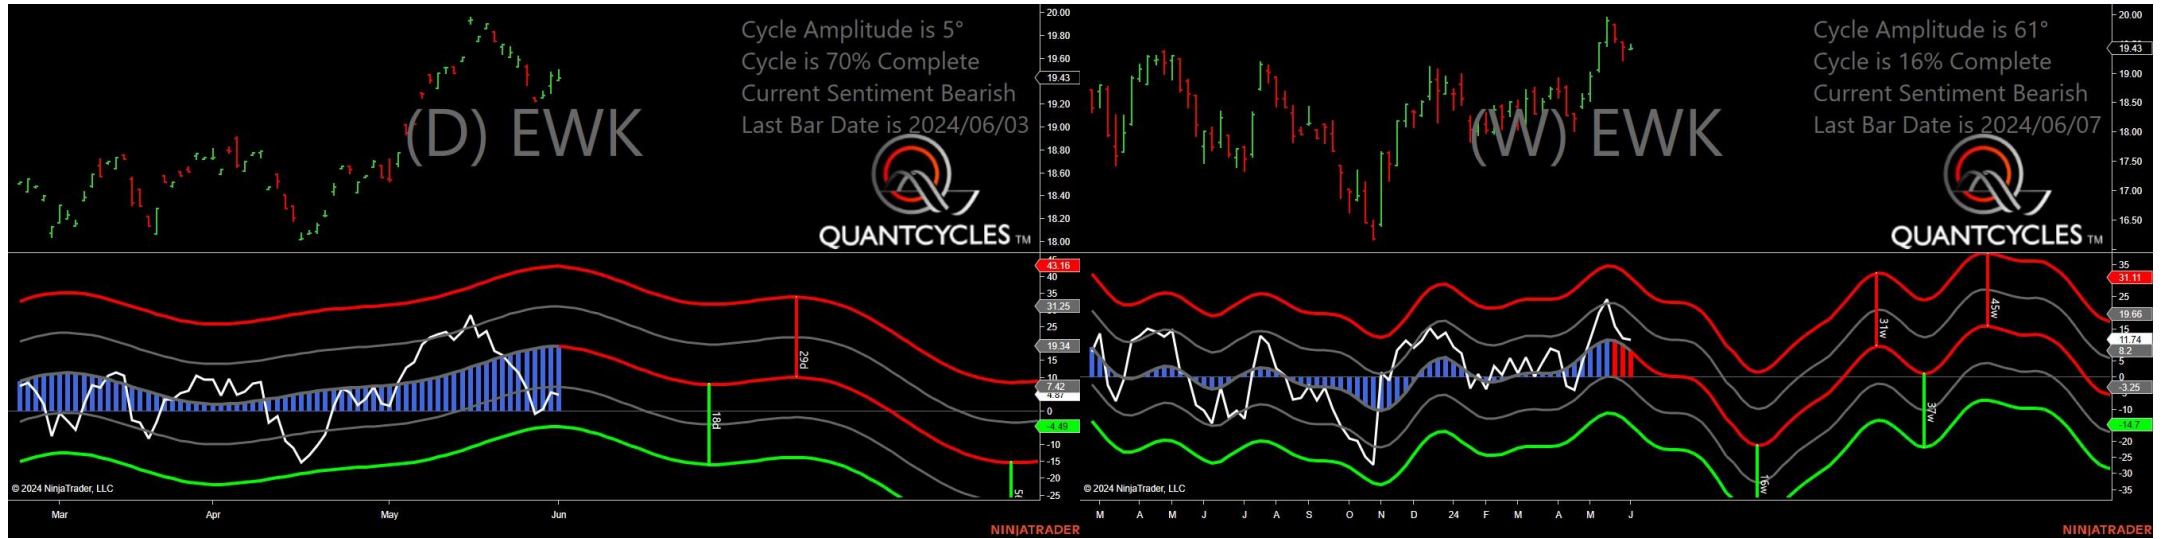 Cycle Amplitude is 5°
Cycle is 70% Complete
Current Sentiment Bearish
Last Bar Date is 2024/06/03
(D) EWK
QUANTCYCLES TM
20.00
19.80
19.60
19.43
19.20
19.00
18.80
18.60
18.40
18.20
18.00
43.16
40
35
31.25
25
19.34
15
10
7.42
4.87
0
-4.49
-10
-15
-20
-25
29d
18d
© 2024 NinjaTrader, LLC
Mar Apr May Jun
NINJATRADER
Cycle Amplitude is 61°
Cycle is 16% Complete
Current Sentiment Bearish
Last Bar Date is 2024/06/07
(W) EWK
QUANTCYCLES TM
20.00
19.43
19.00
18.50
18.00
17.50
17.00
16.50
35
31.11
25
19.66
15
11.74
8.2
5
0
-3.25
-10
-14.7
-20
-25
-30
-35
31w
45w
37w
16w
© 2024 NinjaTrader, LLC
M A M J J A S O N D 24 F M A M J
NINJATRADER